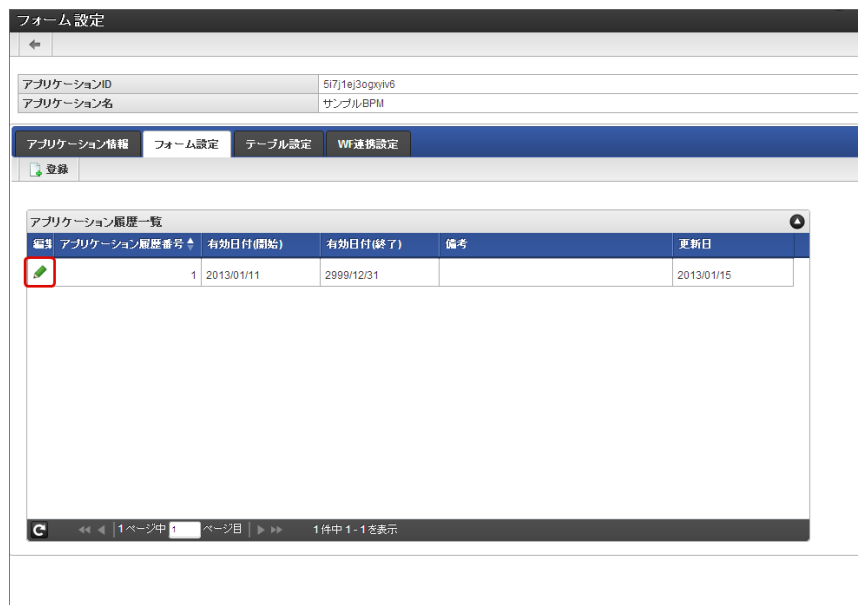 フォーム設定
アプリケーションID 5i7j1ej3ogxyiv6
アプリケーション名 サンプルBPM
アプリケーション情報 フォーム設定 テーブル設定 WF連携設定
登録
アプリケーション履歴一覧
編集 アプリケーション履歴番号 有効日付(開始) 有効日付(終了) 備考 更新日
1 2013/01/11 2999/12/31 2013/01/15
1 ページ中 1 ページ目 1 件中 1 - 1 を表示